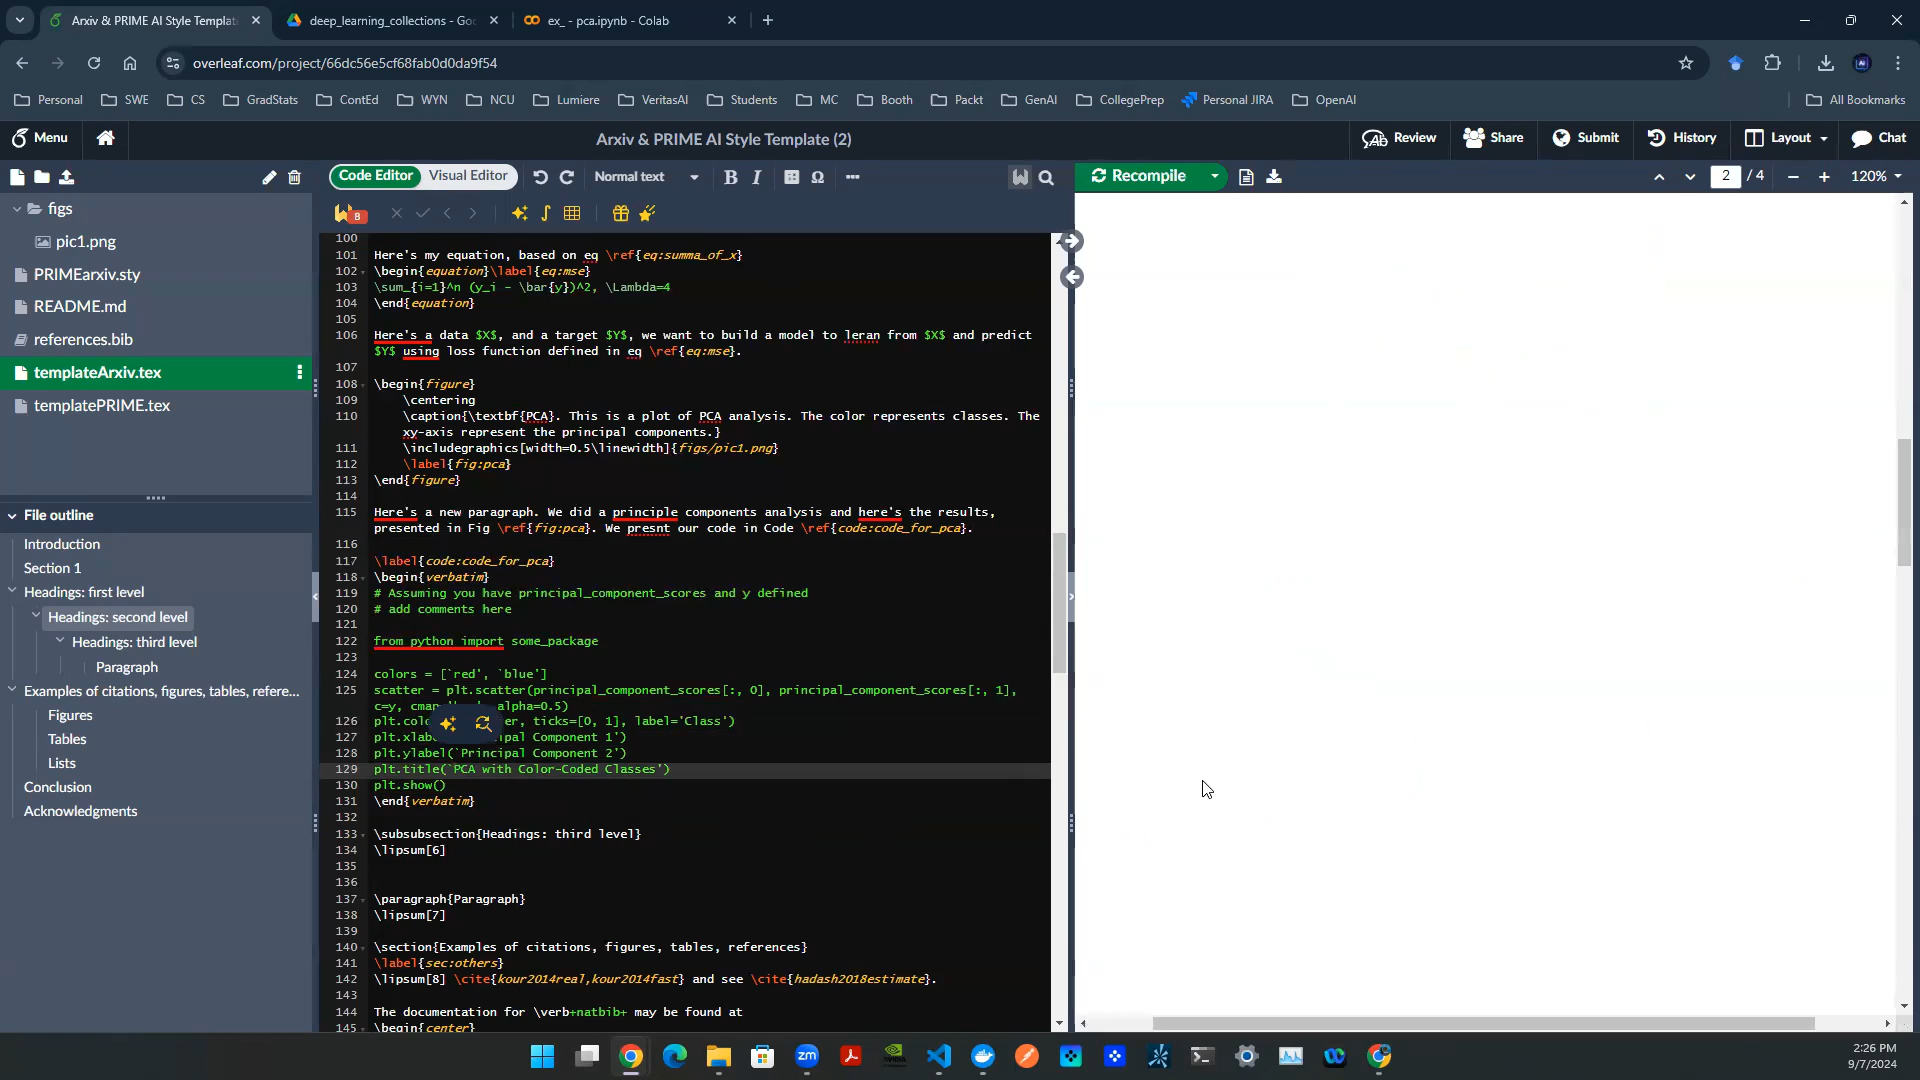 Arxiv & PRIME AI Style Templat
deep_learning_collections - Goo
ex_ - pca.ipynb - Colab
overleaf.com/project/66dc56e5cf68fab0d0da9f54
Personal
SWE
CS
GradStats
ContEd
WYN
NCU
Lumiere
VeritasAI
Students
MC
Booth
Packt
GenAI
CollegePrep
Personal JIRA
OpenAI
All Bookmarks
Menu
Arxiv & PRIME AI Style Template (2)
Review
Share
Submit
History
Layout
Chat
Code Editor
Visual Editor
Normal text
B I
Recompile
2 / 4
120%
8
figs
pic1.png
PRIMEarxiv.sty
README.md
references.bib
templateArxiv.tex
templatePRIME.tex
File outline
Introduction
Section 1
Headings: first level
Headings: second level
Headings: third level
Paragraph
Examples of citations, figures, tables, refere...
Figures
Tables
Lists
Conclusion
Acknowledgments
100
101 Here's my equation, based on eq \ref{eq:summa_of_x}
102 \begin{equation}\label{eq:mse}
103 \sum_{i=1}^n (y_i - \bar{y})^2, \Lambda=4
104 \end{equation}
105
106 Here's a data $X$, and a target $Y$, we want to build a model to leran from $X$ and predict
$Y$ using loss function defined in eq \ref{eq:mse}.
107
108 \begin{figure}
109 \centering
110 \caption{\textbf{PCA}. This is a plot of PCA analysis. The color represents classes. The
xy-axis represent the principal components.}
111 \includegraphics[width=0.5\linewidth]{figs/pic1.png}
112 \label{fig:pca}
113 \end{figure}
114
115 Here's a new paragraph. We did a principle components analysis and here's the results,
presented in Fig \ref{fig:pca}. We presnt our code in Code \ref{code:code_for_pca}.
116
117 \label{code:code_for_pca}
118 \begin{verbatim}
119 # Assuming you have principal_component_scores and y defined
120 # add comments here
121
122 from python import some_package
123
124 colors = [`red', `blue']
125 scatter = plt.scatter(principal_component_scores[:, 0], principal_component_scores[:, 1],
c=y, alpha=0.5)
126 ticks=[0, 1], label='Class')
127 Component 1')
128 plt.ylabel(`Principal Component 2')
129 plt.title(`PCA with Color-Coded Classes')
130 plt.show()
131 \end{verbatim}
132
133 \subsubsection{Headings: third level}
134 \lipsum[6]
135
136
137 \paragraph{Paragraph}
138 \lipsum[7]
139
140 \section{Examples of citations, figures, tables, references}
141 \label{sec:others}
142 \lipsum[8] \cite{kour2014real,kour2014fast} and see \cite{hadash2018estimate}.
143
144 The documentation for \verb+natbib+ may be found at
145 \begin{center}
2:26 PM
9/7/2024